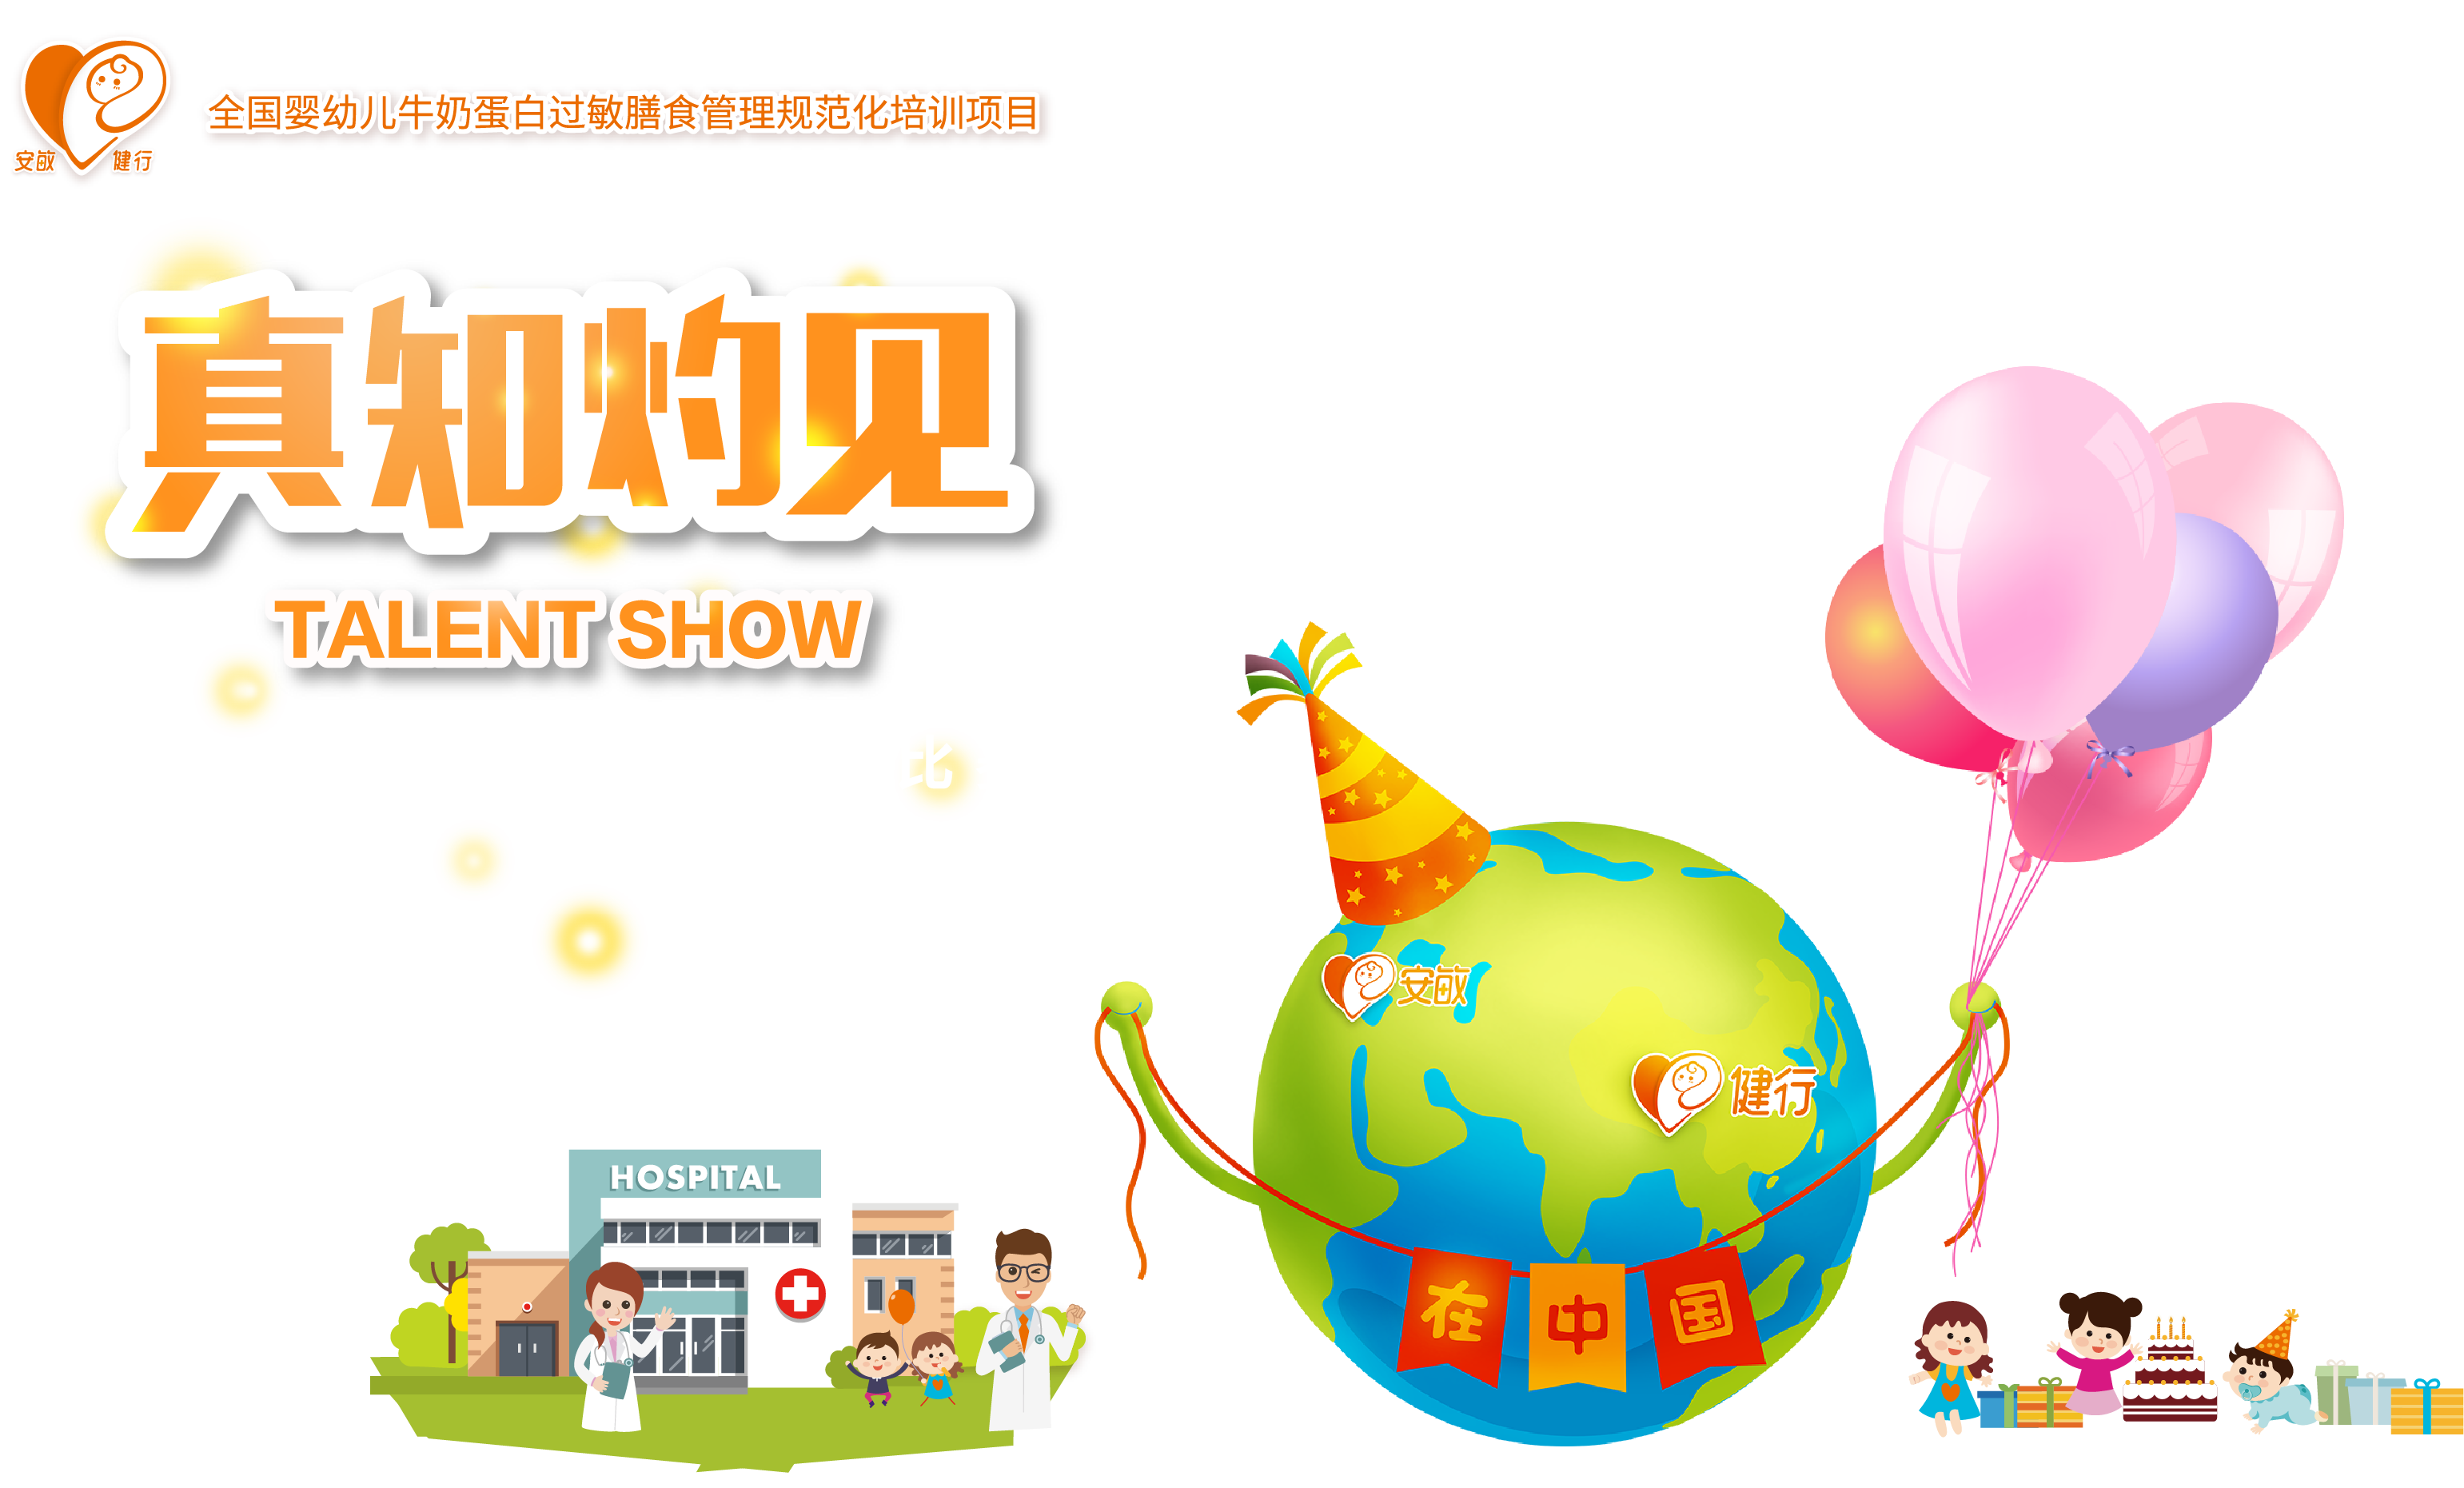 安敏 健行
全国婴幼儿牛奶蛋白过敏膳食管理规范化培训项目
真知灼见
TALENT SHOW
安敏
健行
HOSPITAL
在中国